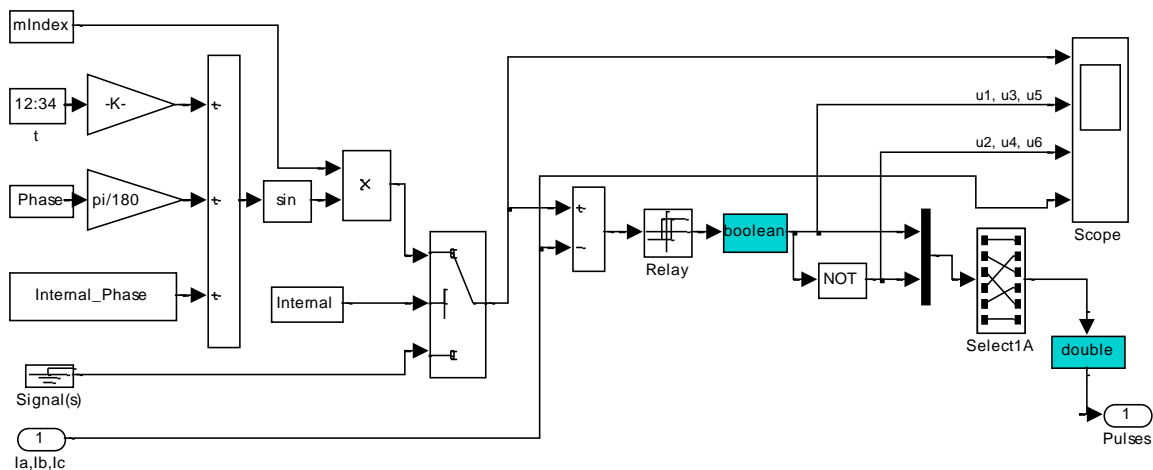 mIndex
12:34
t
-K-
Phase
pi/180
Internal_Phase
sin
x
Internal
Signal(s)
1
Ia,Ib,Ic
+
+
+
+
−
Relay
boolean
NOT
u1, u3, u5
u2, u4, u6
Scope
Select1A
double
1
Pulses